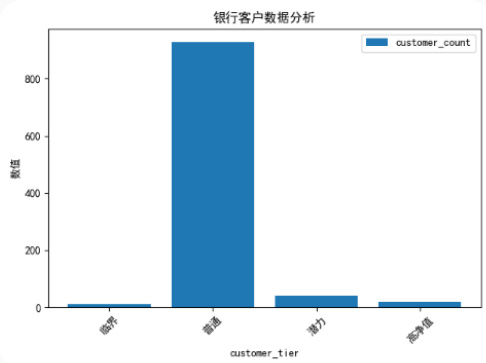 银行客户数据分析
customer_count
数值
800
600
400
200
0
临界
普通
潜力
高净值
customer_tier